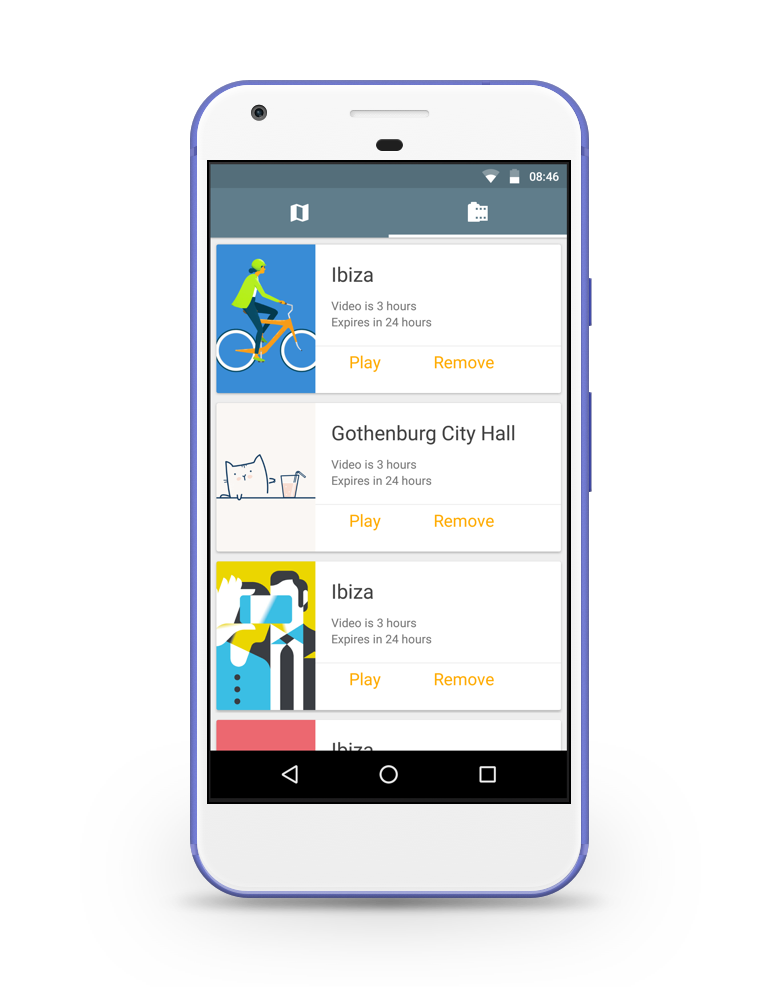 08:46
Ibiza
Video is 3 hours
Expires in 24 hours
Play Remove
Gothenburg City Hall
Video is 3 hours
Expires in 24 hours
Play Remove
Ibiza
Video is 3 hours
Expires in 24 hours
Play Remove
Ibiza